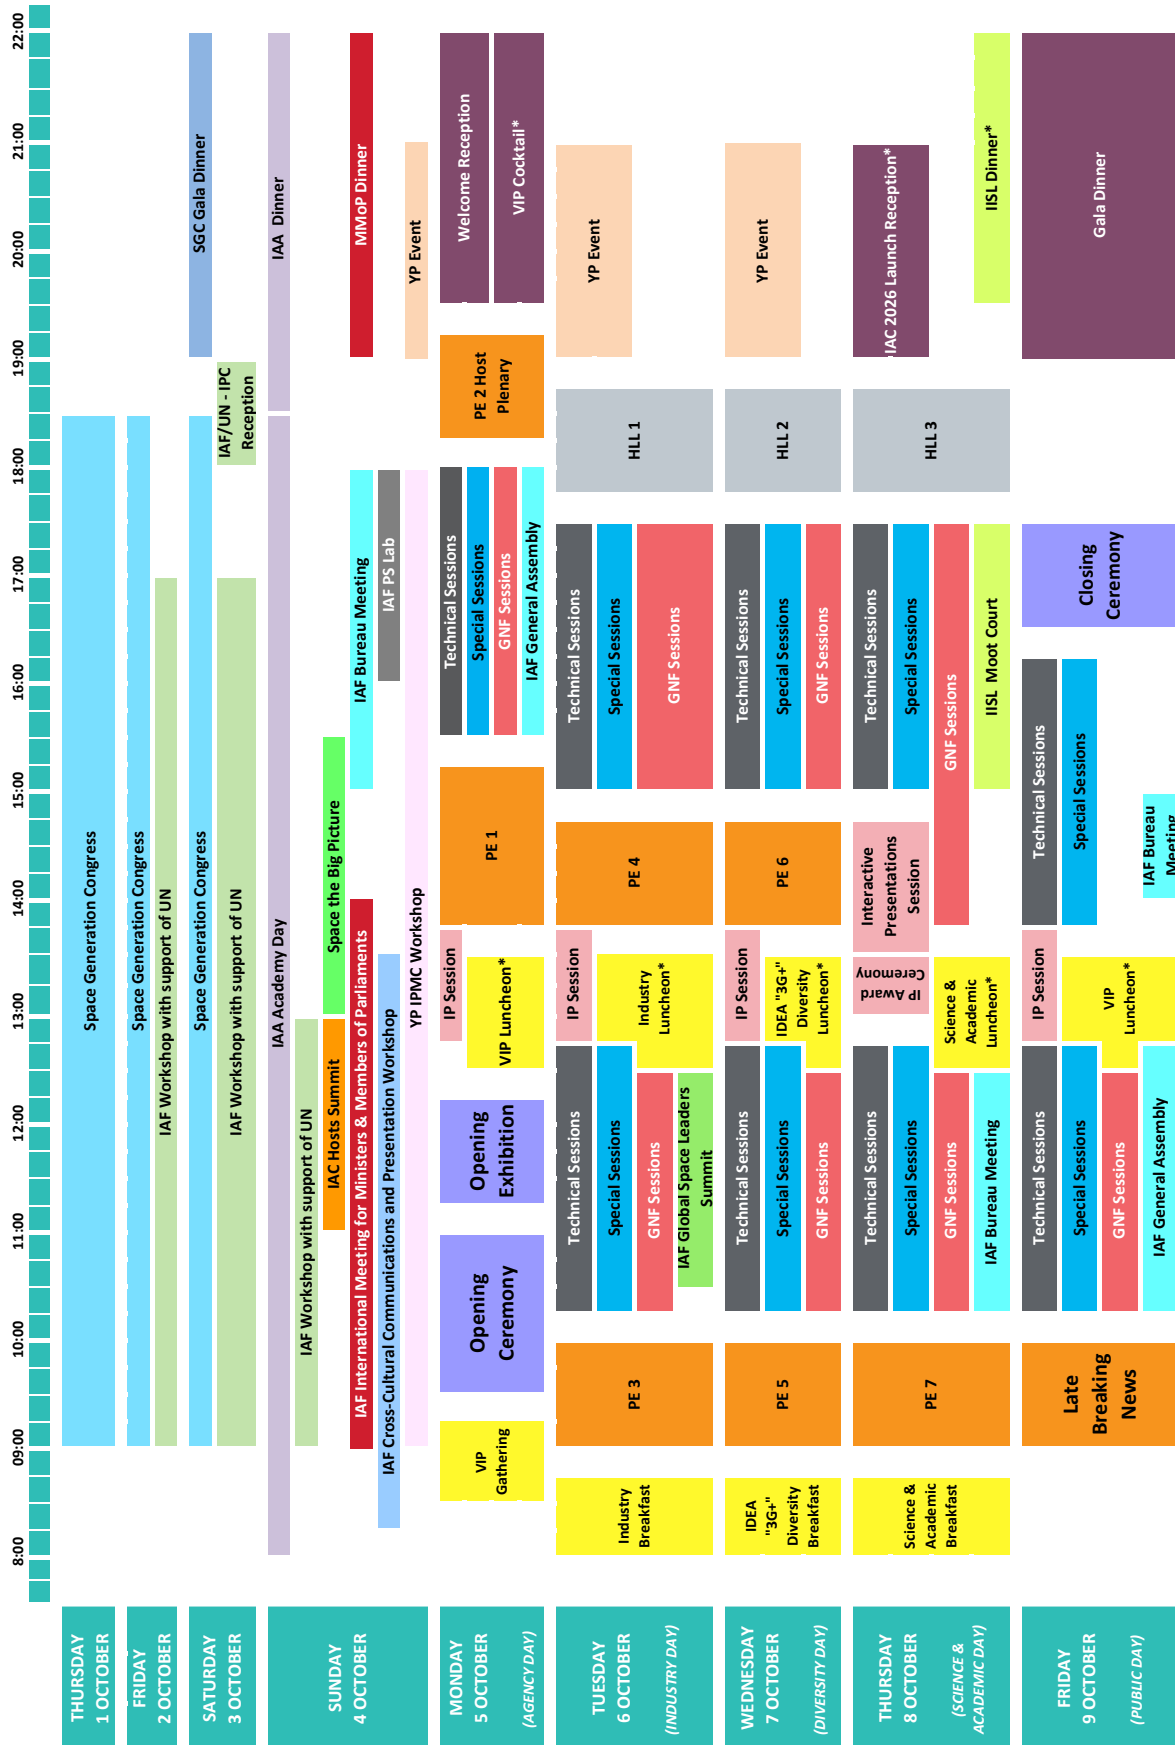 8:00
09:00
10:00
11:00
12:00
13:00
14:00
15:00
16:00
17:00
18:00
19:00
20:00
21:00
22:00
THURSDAY
1 OCTOBER
Space Generation Congress
FRIDAY
2 OCTOBER
Space Generation Congress
IAF Workshop with support of UN
SATURDAY
3 OCTOBER
Space Generation Congress
SGC Gala Dinner
IAF Workshop with support of UN
IAF/UN - IPC
Reception
SUNDAY
4 OCTOBER
IAA Academy Day
IAA Dinner
IAF Workshop with support of UN
IAC Hosts Summit
Space the Big Picture
IAF International Meeting for Ministers & Members of Parliaments
IAF Bureau Meeting
MMoP Dinner
IAF Cross-Cultural Communications and Presentation Workshop
IAF PS Lab
YP IPMC Workshop
YP Event
MONDAY
5 OCTOBER
(AGENCY DAY)
VIP
Gathering
Opening
Ceremony
Opening
Exhibition
IP Session
VIP Luncheon*
PE 1
Technical Sessions
Special Sessions
GNF Sessions
IAF General Assembly
PE 2 Host
Plenary
Welcome Reception
VIP Cocktail*
TUESDAY
6 OCTOBER
(INDUSTRY DAY)
Industry
Breakfast
PE 3
Technical Sessions
Special Sessions
GNF Sessions
IAF Global Space Leaders
Summit
IP Session
Industry
Luncheon*
PE 4
Technical Sessions
Special Sessions
GNF Sessions
HLL 1
YP Event
WEDNESDAY
7 OCTOBER
(DIVERSITY DAY)
IDEA
"3G+"
Diversity
Breakfast
PE 5
Technical Sessions
Special Sessions
GNF Sessions
IP Session
IDEA "3G+"
Diversity
Luncheon*
PE 6
Technical Sessions
Special Sessions
GNF Sessions
HLL 2
YP Event
THURSDAY
8 OCTOBER
(SCIENCE &
ACADEMIC DAY)
Science &
Academic
Breakfast
PE 7
Technical Sessions
Special Sessions
GNF Sessions
IAF Bureau Meeting
IP Award
Ceremony
Science &
Academic
Luncheon*
Interactive
Presentations
Session
Technical Sessions
Special Sessions
GNF Sessions
IISL Moot Court
HLL 3
IAC 2026 Launch Reception*
IISL Dinner*
FRIDAY
9 OCTOBER
(PUBLIC DAY)
Late
Breaking
News
Technical Sessions
Special Sessions
GNF Sessions
IAF General Assembly
IP Session
VIP
Luncheon*
Technical Sessions
Special Sessions
IAF Bureau
Meeting
Closing
Ceremony
Gala Dinner